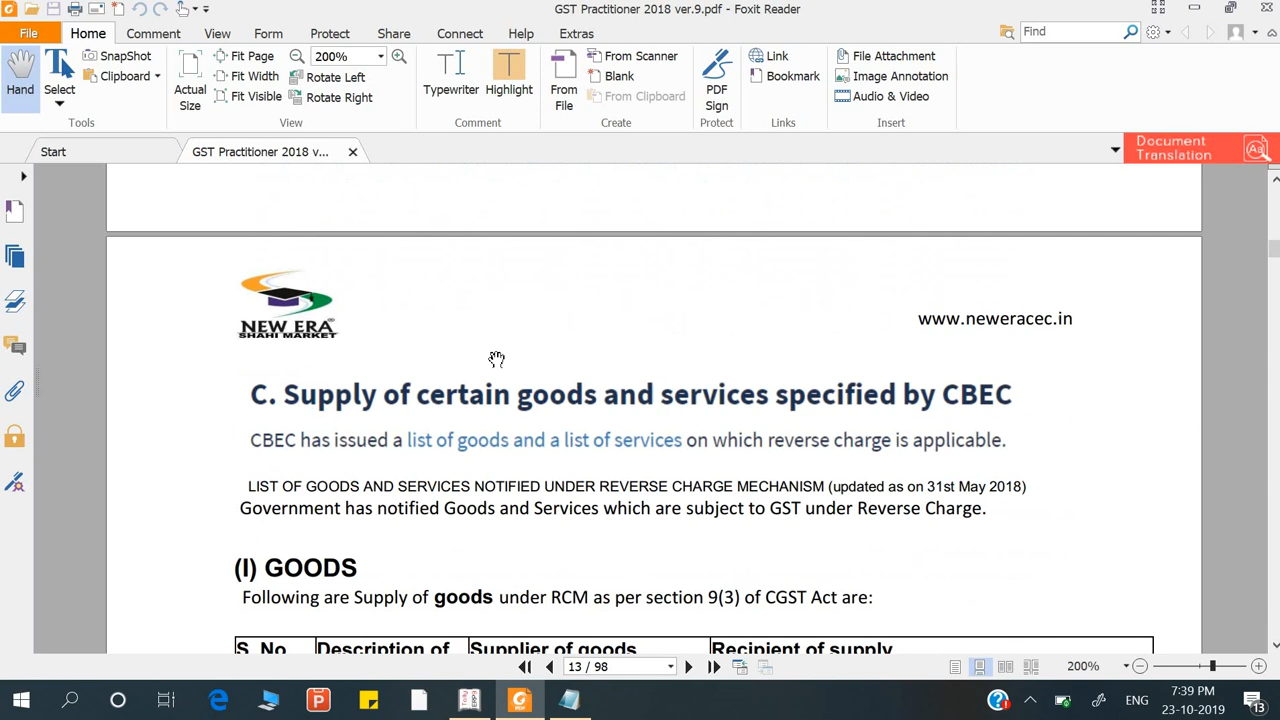 GST Practitioner 2018 ver.9.pdf - Foxit Reader
File Home Comment View Form Protect Share Connect Help Extras Find
Hand
Select
SnapShot
Clipboard
Tools
Actual Size
Fit Page
Fit Width
Fit Visible
200%
Rotate Left
Rotate Right
View
Typewriter
Highlight
Comment
From File
From Scanner
Blank
From Clipboard
Create
PDF Sign
Protect
Link
Bookmark
Links
File Attachment
Image Annotation
Audio & Video
Insert
Start
GST Practitioner 2018 v...
Document
Translation
NEW ERA
SHAHI MARKET
www.neweracec.in
C. Supply of certain goods and services specified by CBEC
CBEC has issued a list of goods and a list of services on which reverse charge is applicable.
LIST OF GOODS AND SERVICES NOTIFIED UNDER REVERSE CHARGE MECHANISM (updated as on 31st May 2018)
Government has notified Goods and Services which are subject to GST under Reverse Charge.
(I) GOODS
Following are Supply of goods under RCM as per section 9(3) of CGST Act are:
S. No Description of Supplier of goods Recipient of supply
13 / 98
200%
ENG
7:39 PM
23-10-2019
13